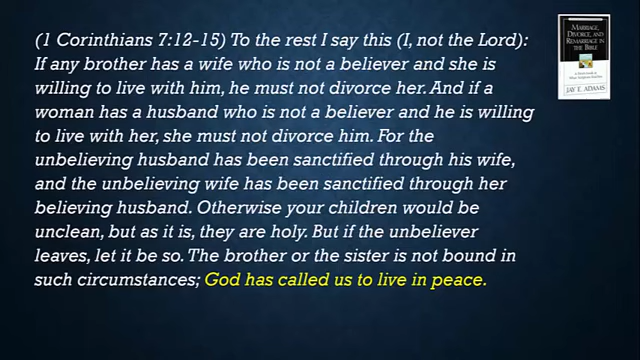 (1 Corinthians 7:12-15) To the rest I say this (I, not the Lord):
If any brother has a wife who is not a believer and she is
willing to live with him, he must not divorce her. And if a
woman has a husband who is not a believer and he is willing
to live with her, she must not divorce him. For the
unbelieving husband has been sanctified through his wife,
and the unbelieving wife has been sanctified through her
believing husband. Otherwise your children would be
unclean, but as it is, they are holy. But if the unbeliever
leaves, let it be so. The brother or the sister is not bound in
such circumstances; God has called us to live in peace.
MARRIAGE,
DIVORCE, AND
REMARRIAGE IN
THE BIBLE
JAY E. ADAMS